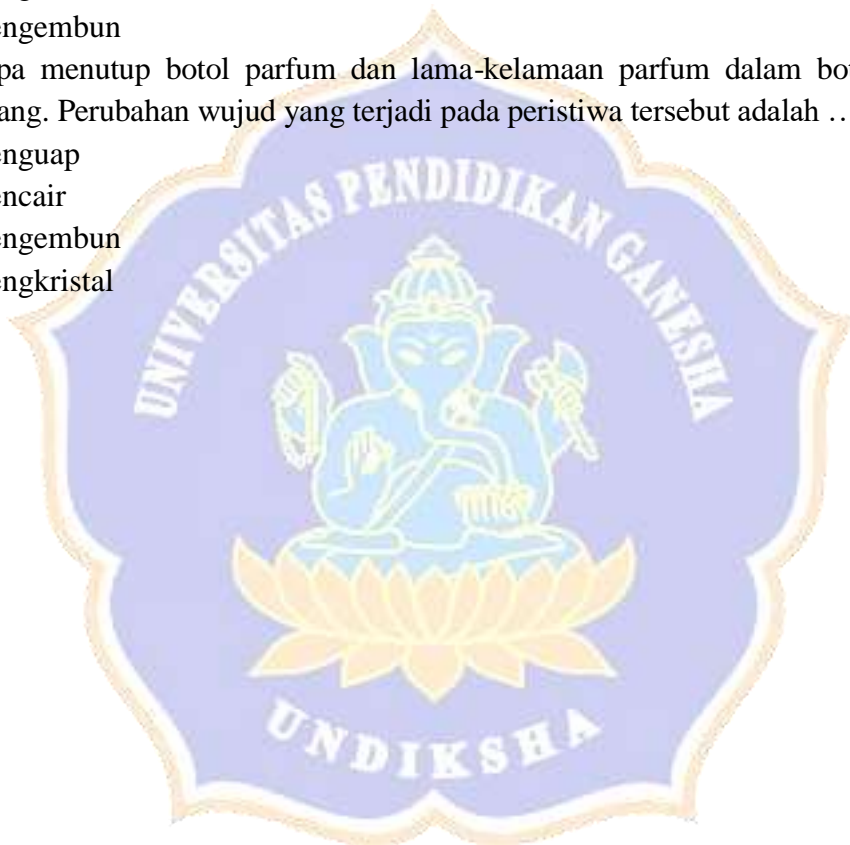 engembun
pa menutup botol parfum dan lama-kelamaan parfum dalam bo
ang. Perubahan wujud yang terjadi pada peristiwa tersebut adalah ..
enguap
encair
engembun
engkristal
UNIVERSITAS PENDIDIKAN GANESHA
UNDIKSHA